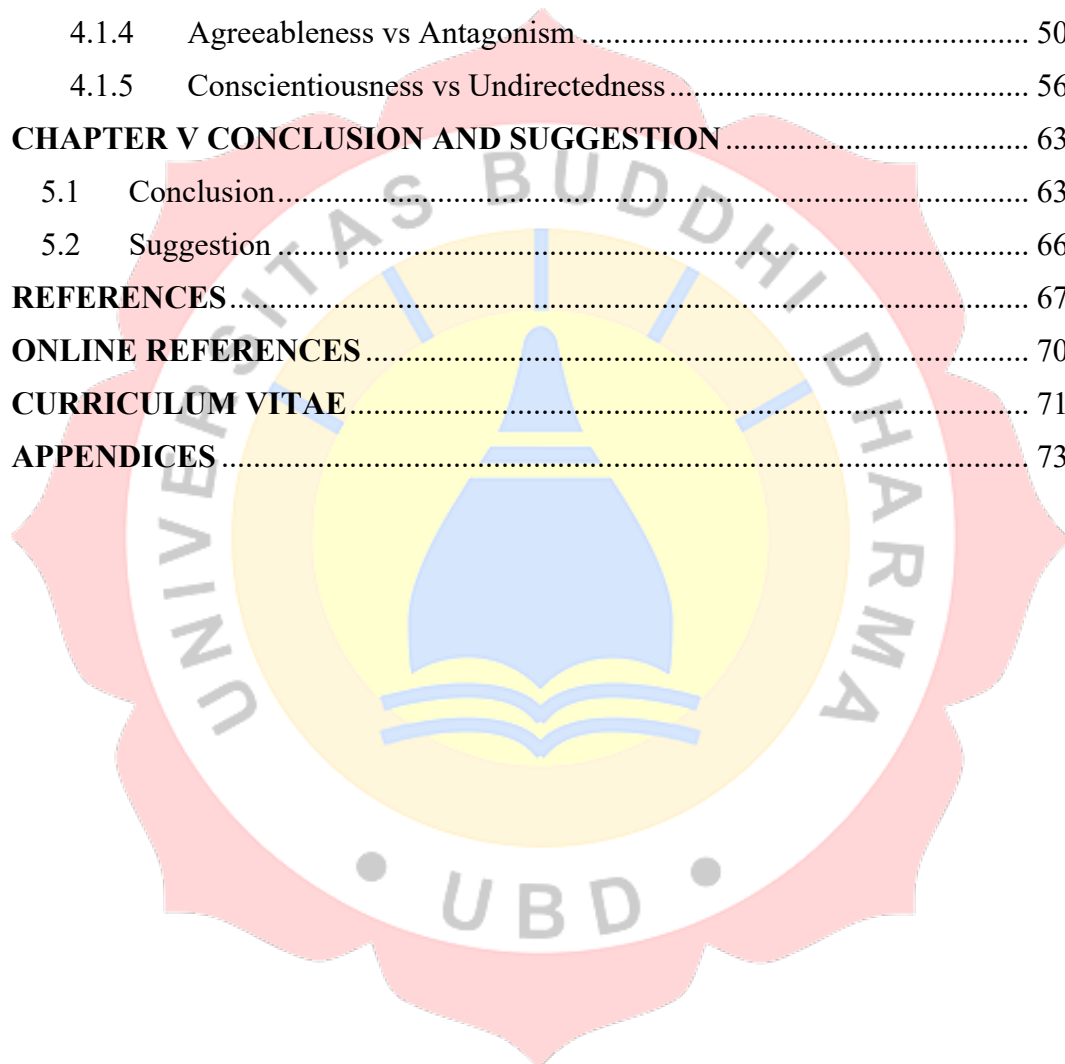 4.1.4 Agreeableness vs Antagonism ........................................................ 50
4.1.5 Conscientiousness vs Undirectedness ............................................ 56
CHAPTER V CONCLUSION AND SUGGESTION ...................................... 63
5.1 Conclusion ............................................................................................ 63
5.2 Suggestion ............................................................................................ 66
REFERENCES ................................................................................................ 67
ONLINE REFERENCES ................................................................................ 70
CURRICULUM VITAE .................................................................................. 71
APPENDICES ................................................................................................. 73
UNIVERSITAS BUDDHI DHARMA
• UBD •